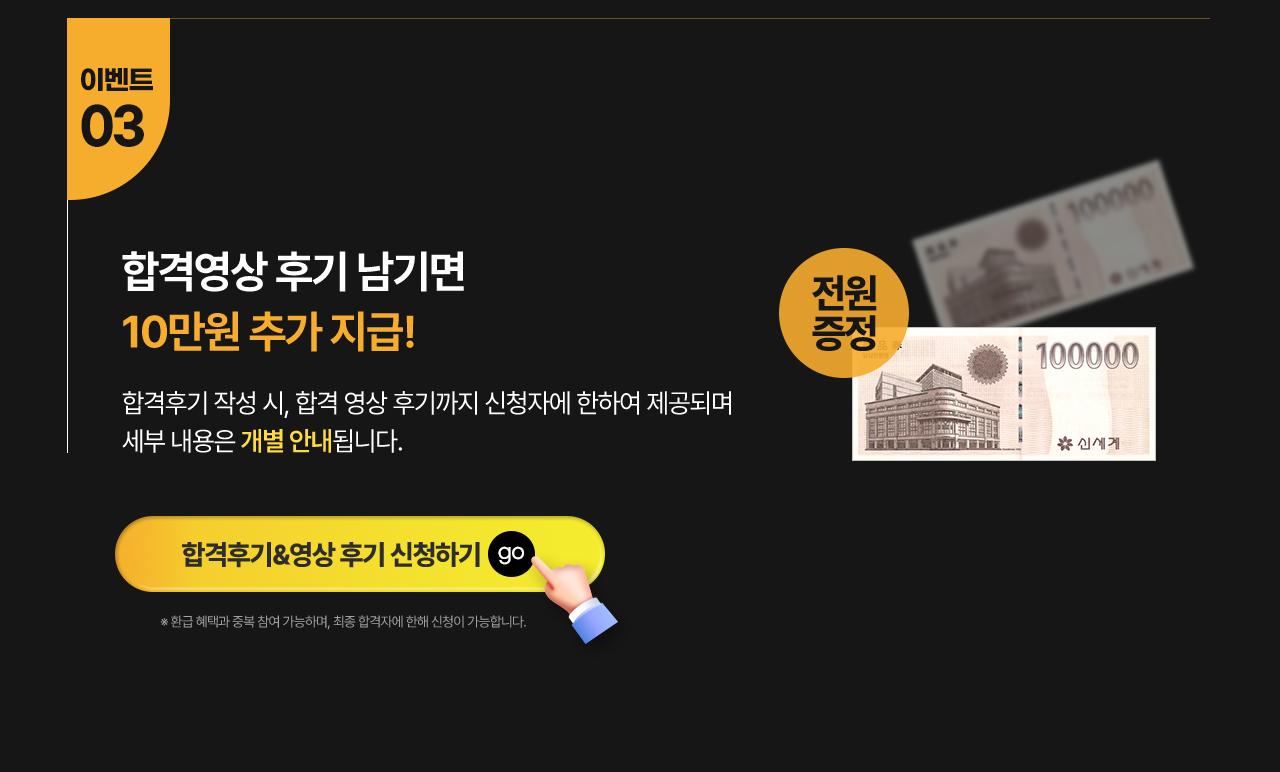 이벤트
03
합격영상 후기 남기면
10만원 추가 지급!
합격후기 작성 시, 합격 영상 후기까지 신청자에 한하여 제공되며
세부 내용은 개별 안내됩니다.
전원
증정
100000
100000
신세계
신세계
합격후기&영상 후기 신청하기 go
※ 환급 혜택과 중복 참여 가능하며, 최종 합격자에 한해 신청이 가능합니다.